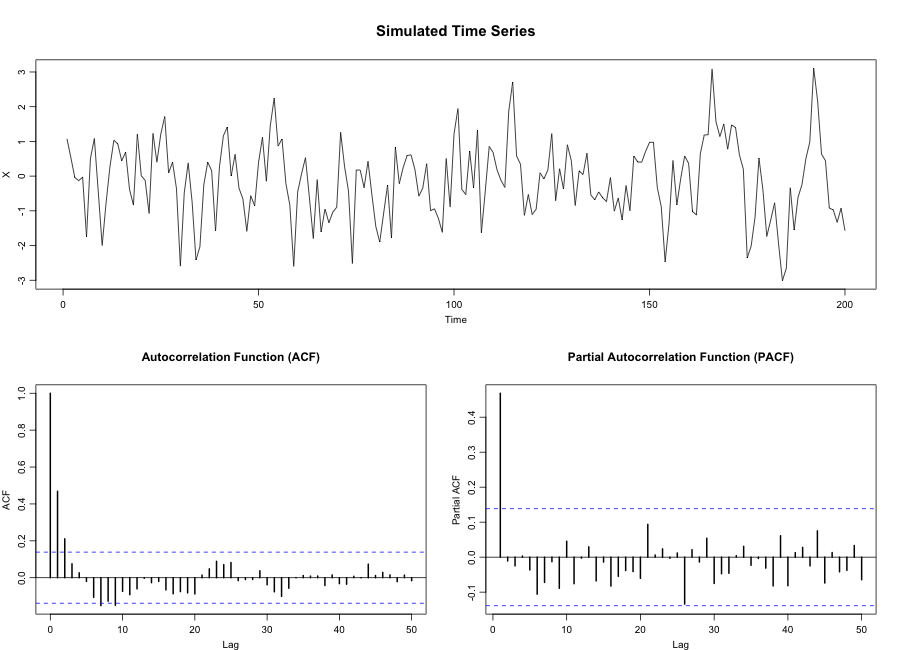 Simulated Time Series
3
2
1
0
-1
-2
-3
X
0 50 100 150 200
Time
Autocorrelation Function (ACF)
1.0
0.8
0.6
0.4
0.2
0.0
ACF
0 10 20 30 40 50
Lag
Partial Autocorrelation Function (PACF)
0.4
0.3
0.2
0.1
0.0
-0.1
Partial ACF
0 10 20 30 40 50
Lag